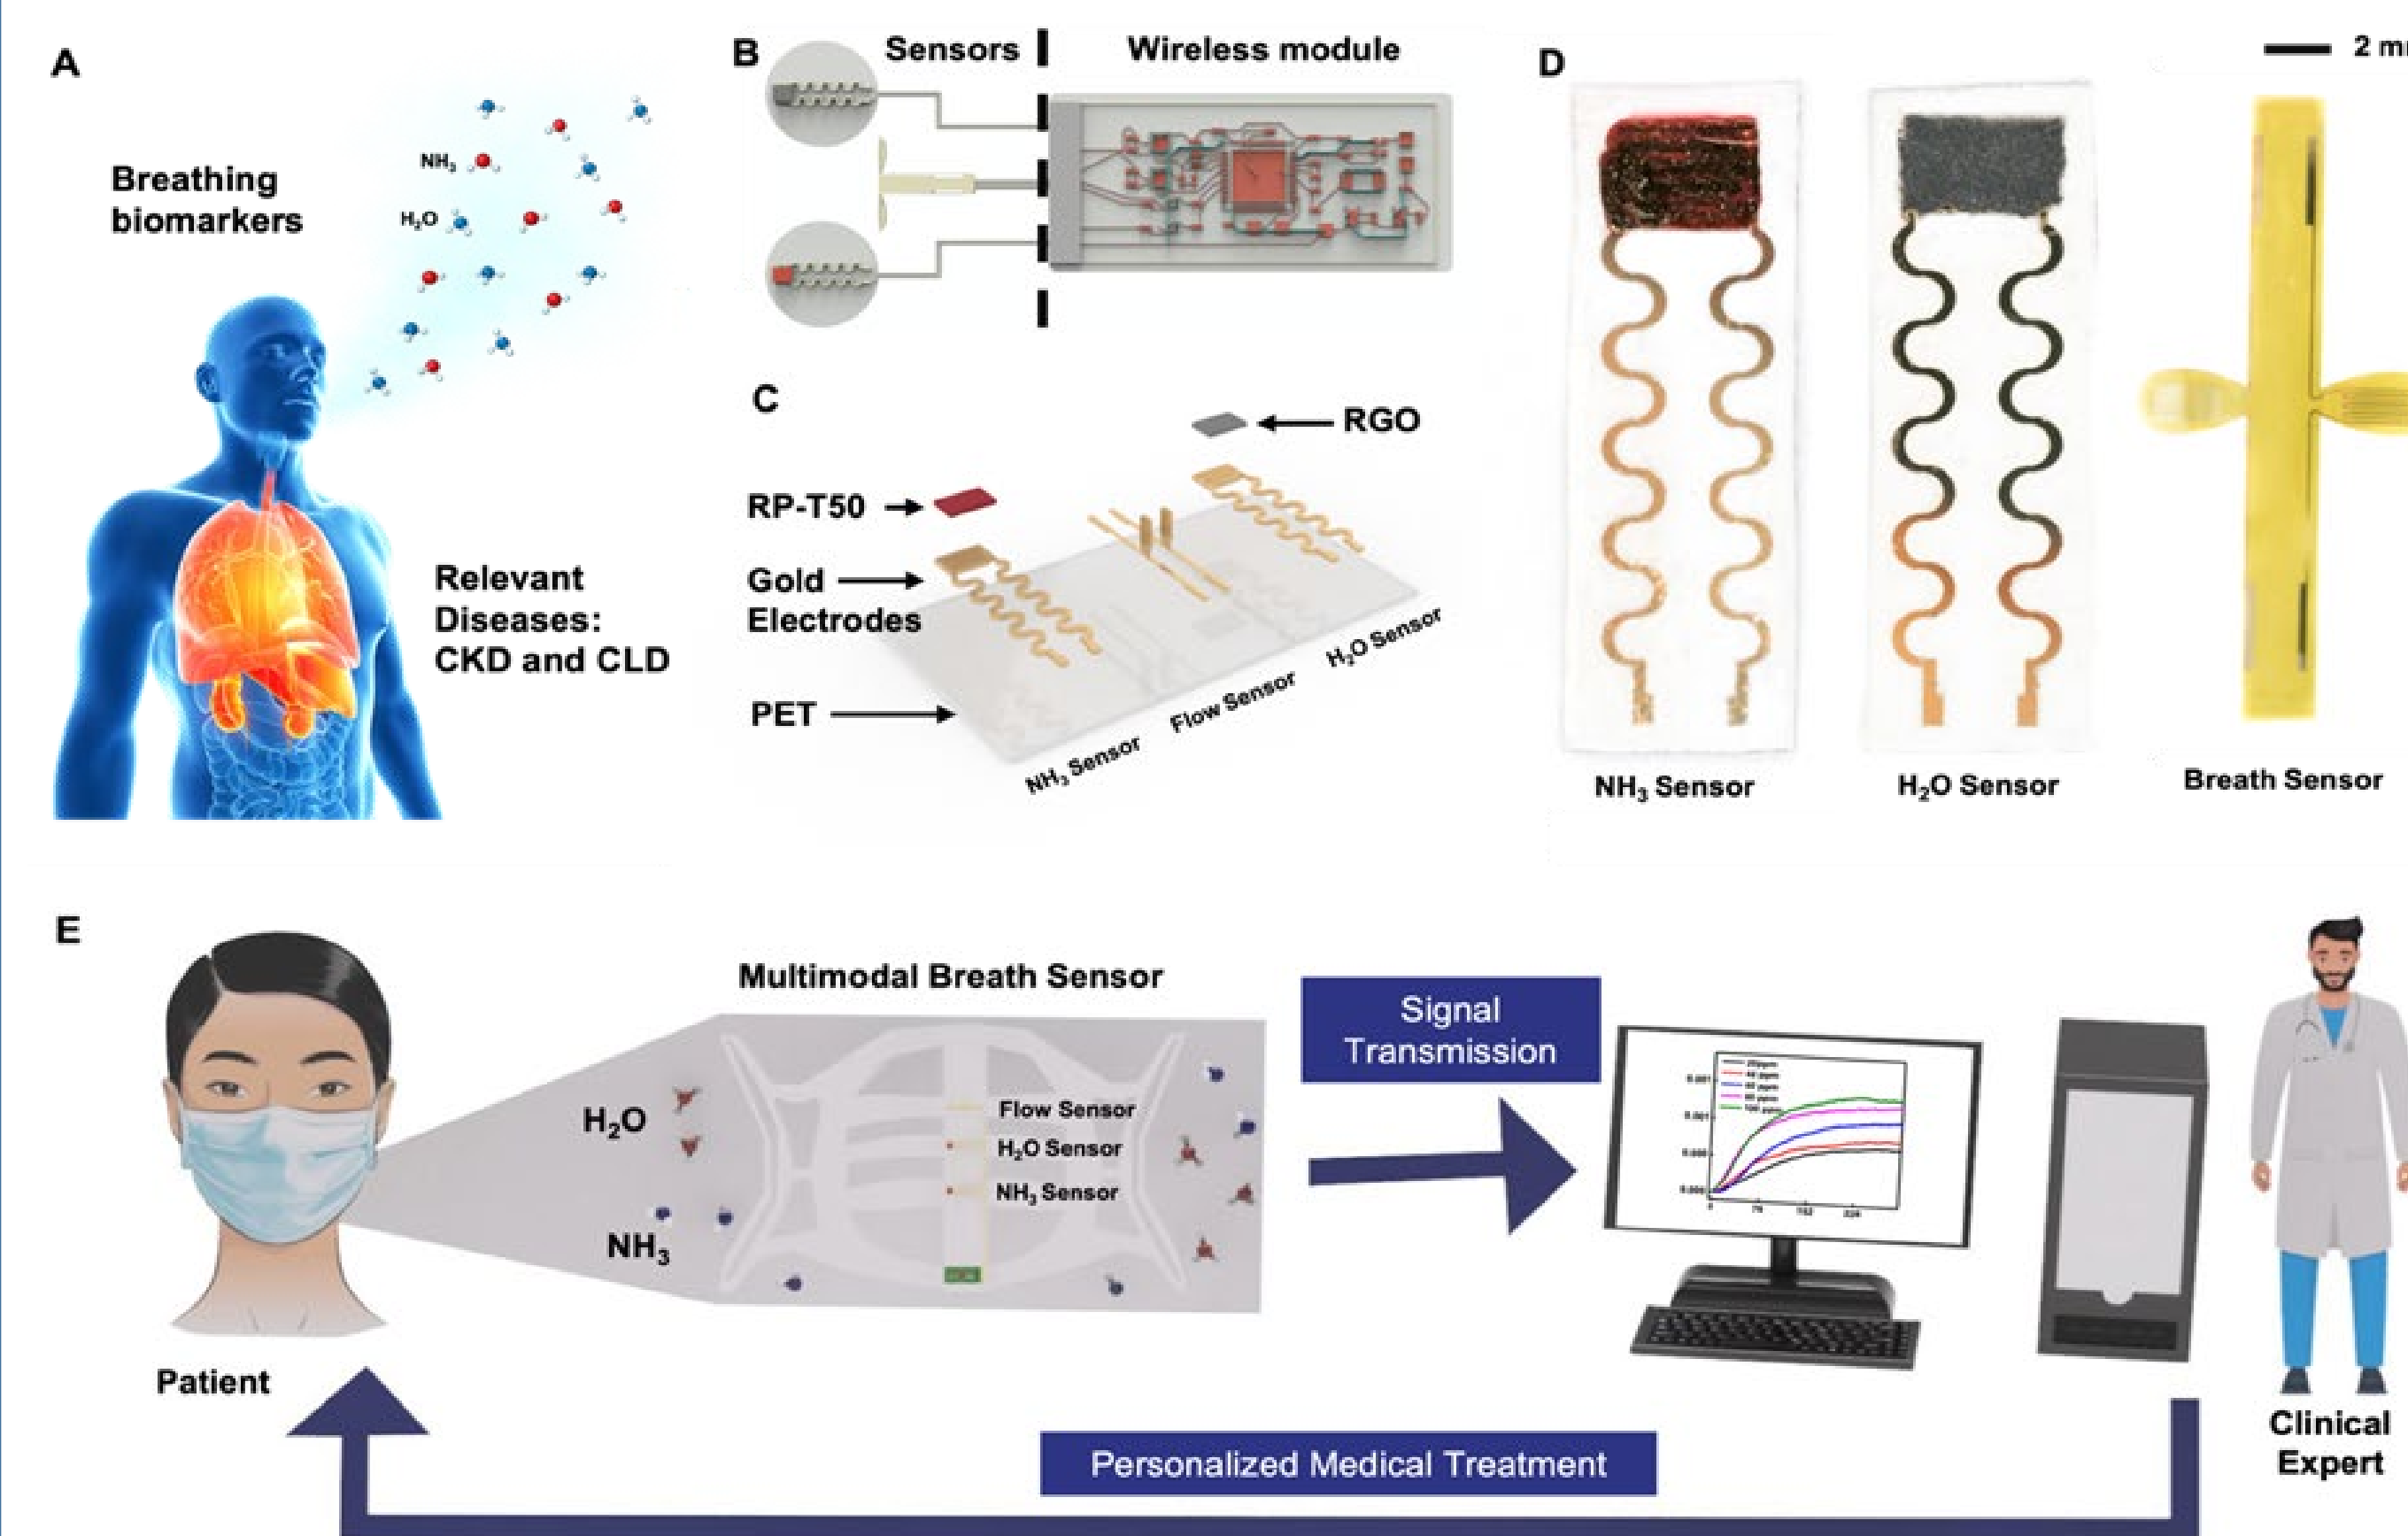 A
Breathing
biomarkers
NH₃
H₂O
Relevant
Diseases:
CKD and CLD
B
Sensors
Wireless module
C
RGO
RP-T50
Gold
Electrodes
PET
NH₃ Sensor
Flow Sensor
H₂O Sensor
D
2 m
NH₃ Sensor
H₂O Sensor
Breath Sensor
E
Multimodal Breath Sensor
H₂O
NH₃
Flow Sensor
H₂O Sensor
NH₃ Sensor
Patient
Signal
Transmission
Personalized Medical Treatment
Clinical
Expert